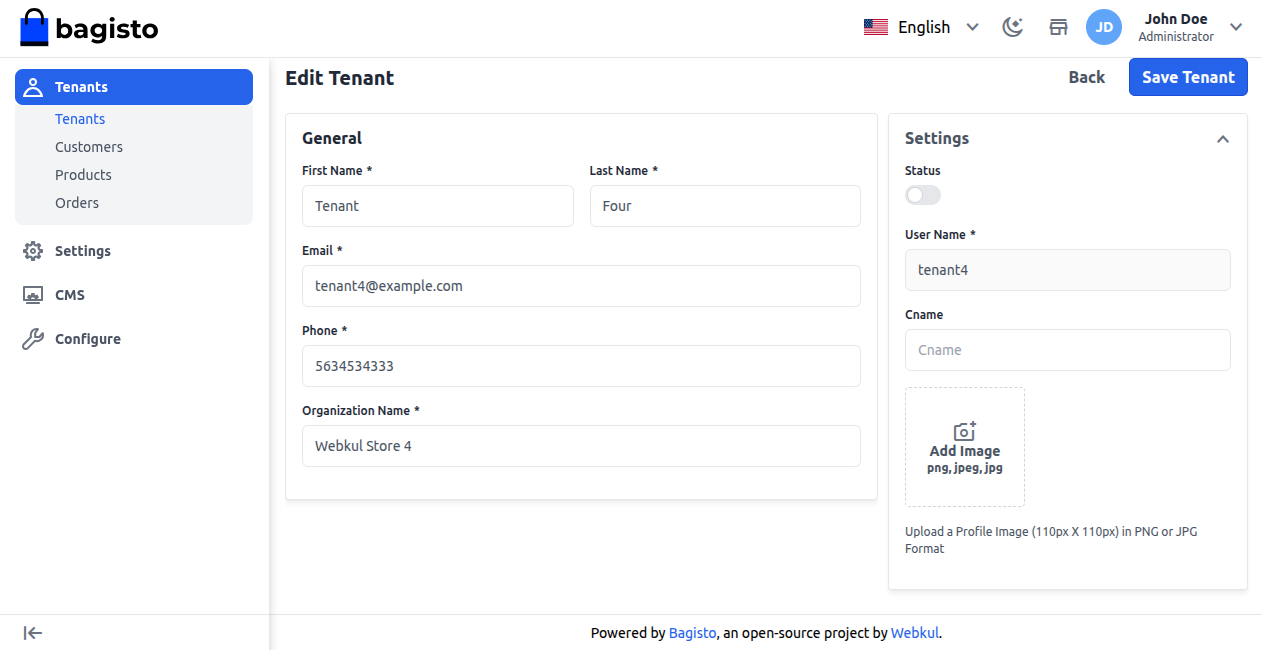 bagisto
English
JD
John Doe
Administrator
Tenants
Tenants
Customers
Products
Orders
Settings
CMS
Configure
Edit Tenant
Back
Save Tenant
General
First Name *
Last Name *
Tenant
Four
Email *
tenant4@example.com
Phone *
5634534333
Organization Name *
Webkul Store 4
Settings
Status
User Name *
tenant4
Cname
Cname
Add Image
png, jpeg, jpg
Upload a Profile Image (110px X 110px) in PNG or JPG
Format
Powered by Bagisto, an open-source project by Webkul.